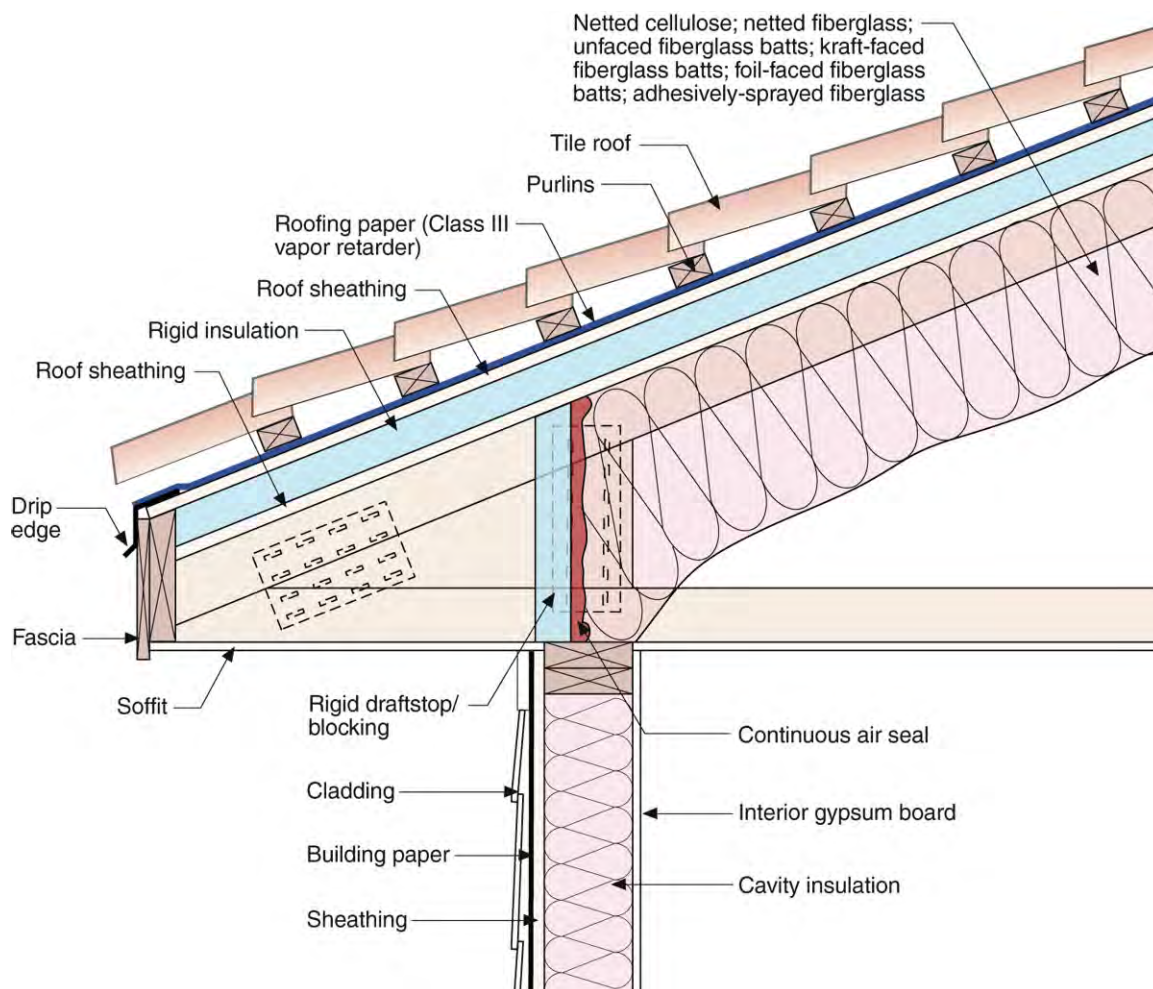 Netted cellulose; netted fiberglass;
unfaced fiberglass batts; kraft-faced
fiberglass batts; foil-faced fiberglass
batts; adhesively-sprayed fiberglass
Tile roof
Purlins
Roofing paper (Class III
vapor retarder)
Roof sheathing
Rigid insulation
Roof sheathing
Drip
edge
Fascia
Soffit
Rigid draftstop/
blocking
Continuous air seal
Cladding
Interior gypsum board
Building paper
Cavity insulation
Sheathing